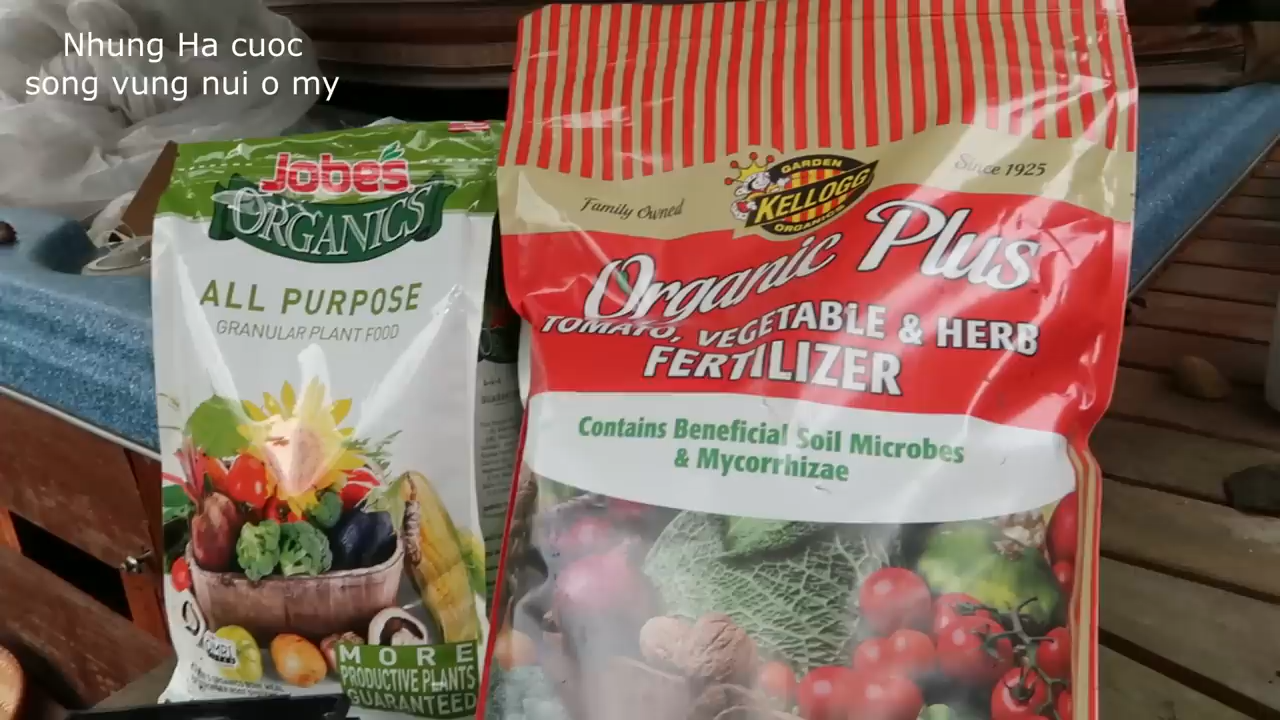 Nhung Ha cuoc
song vung nui o my
Jobe's
ORGANICS
ALL PURPOSE
GRANULAR PLANT FOOD
OMRI
MORE
PRODUCTIVE PLANTS
GUARANTEED
Family Owned
GARDEN
KELLOGG
ORGANICS
Since 1925
Organic Plus
TOMATO, VEGETABLE & HERB
FERTILIZER
Contains Beneficial Soil Microbes
& Mycorrhizae